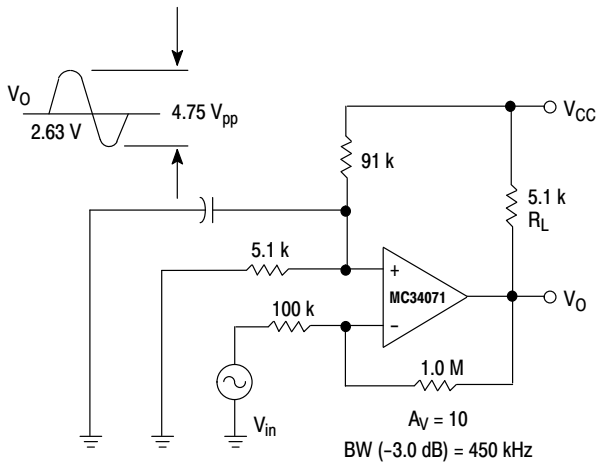 V_O
2.63 V
4.75 V_pp
V_CC
91 k
5.1 k
R_L
5.1 k
+
MC34071
V_O
100 k
−
1.0 M
V_in
A_V = 10
BW (−3.0 dB) = 450 kHz